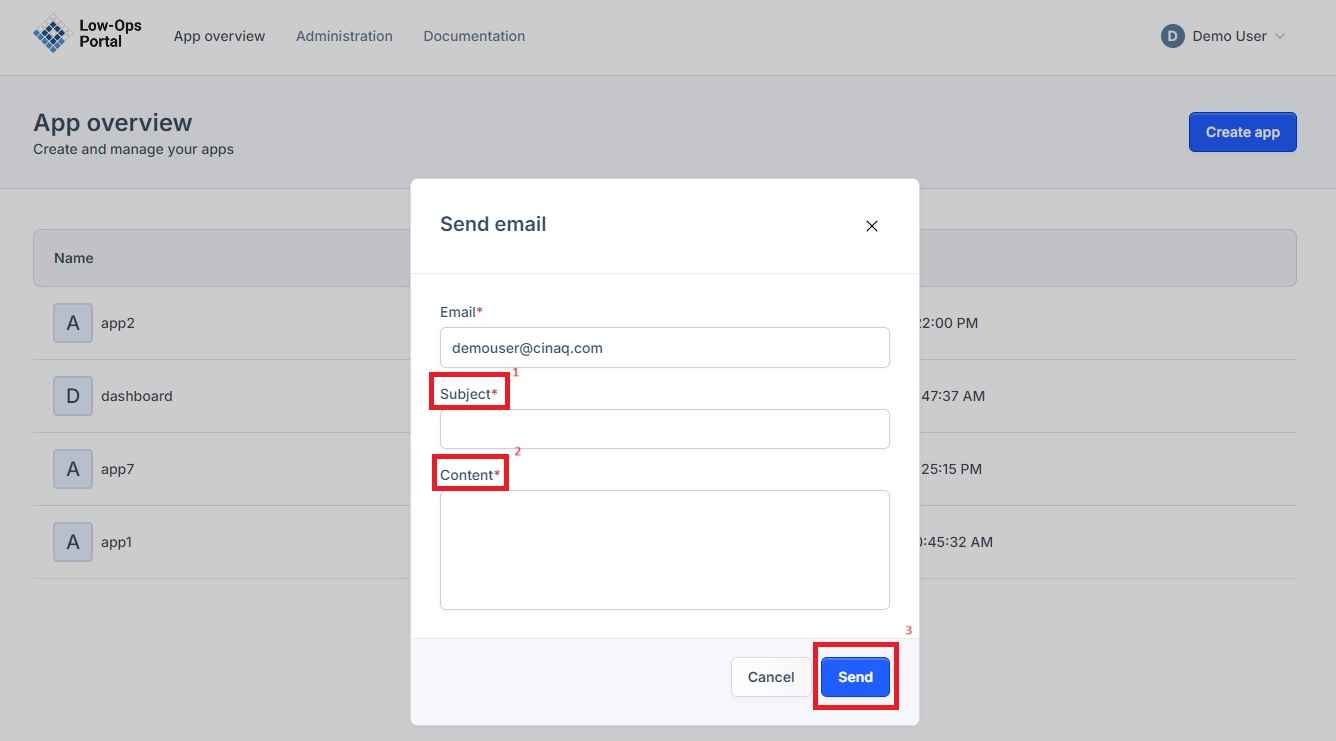 Low-Ops
Portal
App overview
Administration
Documentation
D
Demo User
App overview
Create and manage your apps
Create app
Send email
Name
Email*
A
app2
2:00 PM
demouser@cinaq.com
1
Subject*
D
dashboard
47:37 AM
2
A
app7
25:15 PM
Content*
A
app1
:45:32 AM
3
Cancel
Send